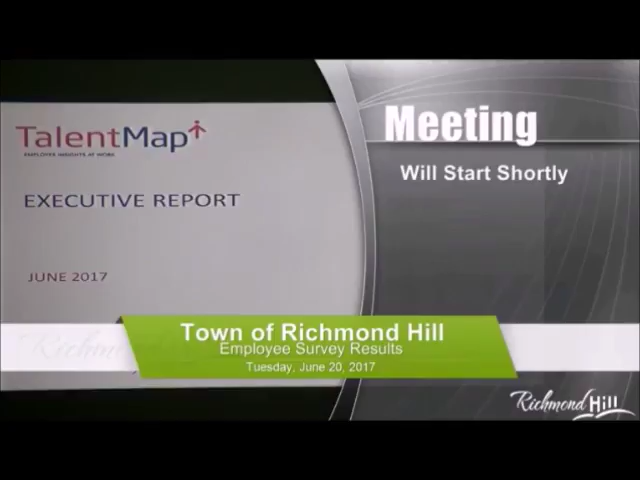 TalentMap
EMPLOYEE INSIGHTS AT WORK
EXECUTIVE REPORT
JUNE 2017
Meeting
Will Start Shortly
Town of Richmond Hill
Employee Survey Results
Tuesday, June 20, 2017
Richmond
Richmond Hill